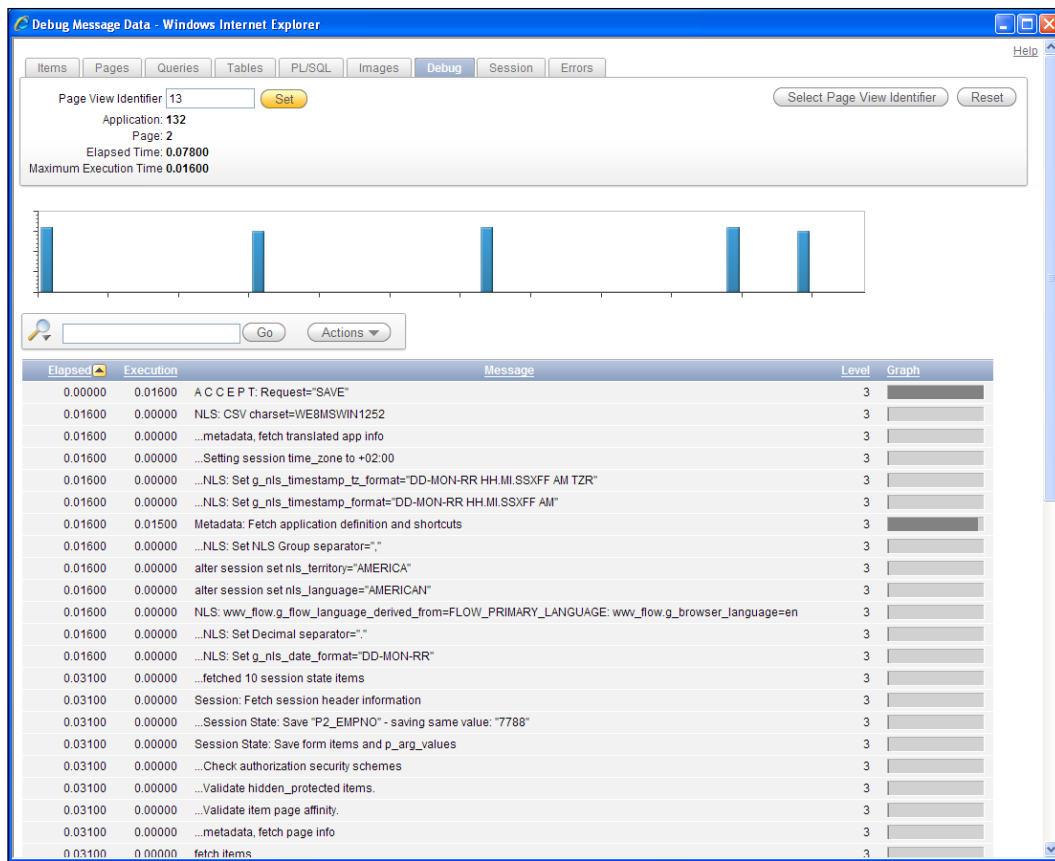 Debug Message Data - Windows Internet Explorer
Help
Items Pages Queries Tables PL/SQL Images Debug Session Errors
Page View Identifier 13 Set Select Page View Identifier Reset
Application: 132
Page: 2
Elapsed Time: 0.07800
Maximum Execution Time 0.01600
Go Actions
Elapsed Execution Message Level Graph
0.00000 0.01600 A C C E P T: Request="SAVE" 3
0.01600 0.00000 NLS: CSV charset=WE8MSWIN1252 3
0.01600 0.00000 ...metadata, fetch translated app info 3
0.01600 0.00000 ...Setting session time_zone to +02:00 3
0.01600 0.00000 ...NLS: Set g_nls_timestamp_tz_format="DD-MON-RR HH.MI.SSXFF AM TZR" 3
0.01600 0.00000 ...NLS: Set g_nls_timestamp_format="DD-MON-RR HH.MI.SSXFF AM" 3
0.01600 0.01500 Metadata: Fetch application definition and shortcuts 3
0.01600 0.00000 ...NLS: Set NLS Group separator="," 3
0.01600 0.00000 alter session set nls_territory="AMERICA" 3
0.01600 0.00000 alter session set nls_language="AMERICAN" 3
0.01600 0.00000 NLS: wwv_flow.g_flow_language_derived_from=FLOW_PRIMARY_LANGUAGE: wwv_flow.g_browser_language=en 3
0.01600 0.00000 ...NLS: Set Decimal separator="." 3
0.01600 0.00000 ...NLS: Set g_nls_date_format="DD-MON-RR" 3
0.03100 0.00000 ...fetched 10 session state items 3
0.03100 0.00000 Session: Fetch session header information 3
0.03100 0.00000 ...Session State: Save "P2_EMPNO" - saving same value: "7788" 3
0.03100 0.00000 Session State: Save form items and p_arg_values 3
0.03100 0.00000 ...Check authorization security schemes 3
0.03100 0.00000 ...Validate hidden_protected items. 3
0.03100 0.00000 ...Validate item page affinity. 3
0.03100 0.00000 ...metadata, fetch page info 3
0.03100 0.00000 fetch items 3